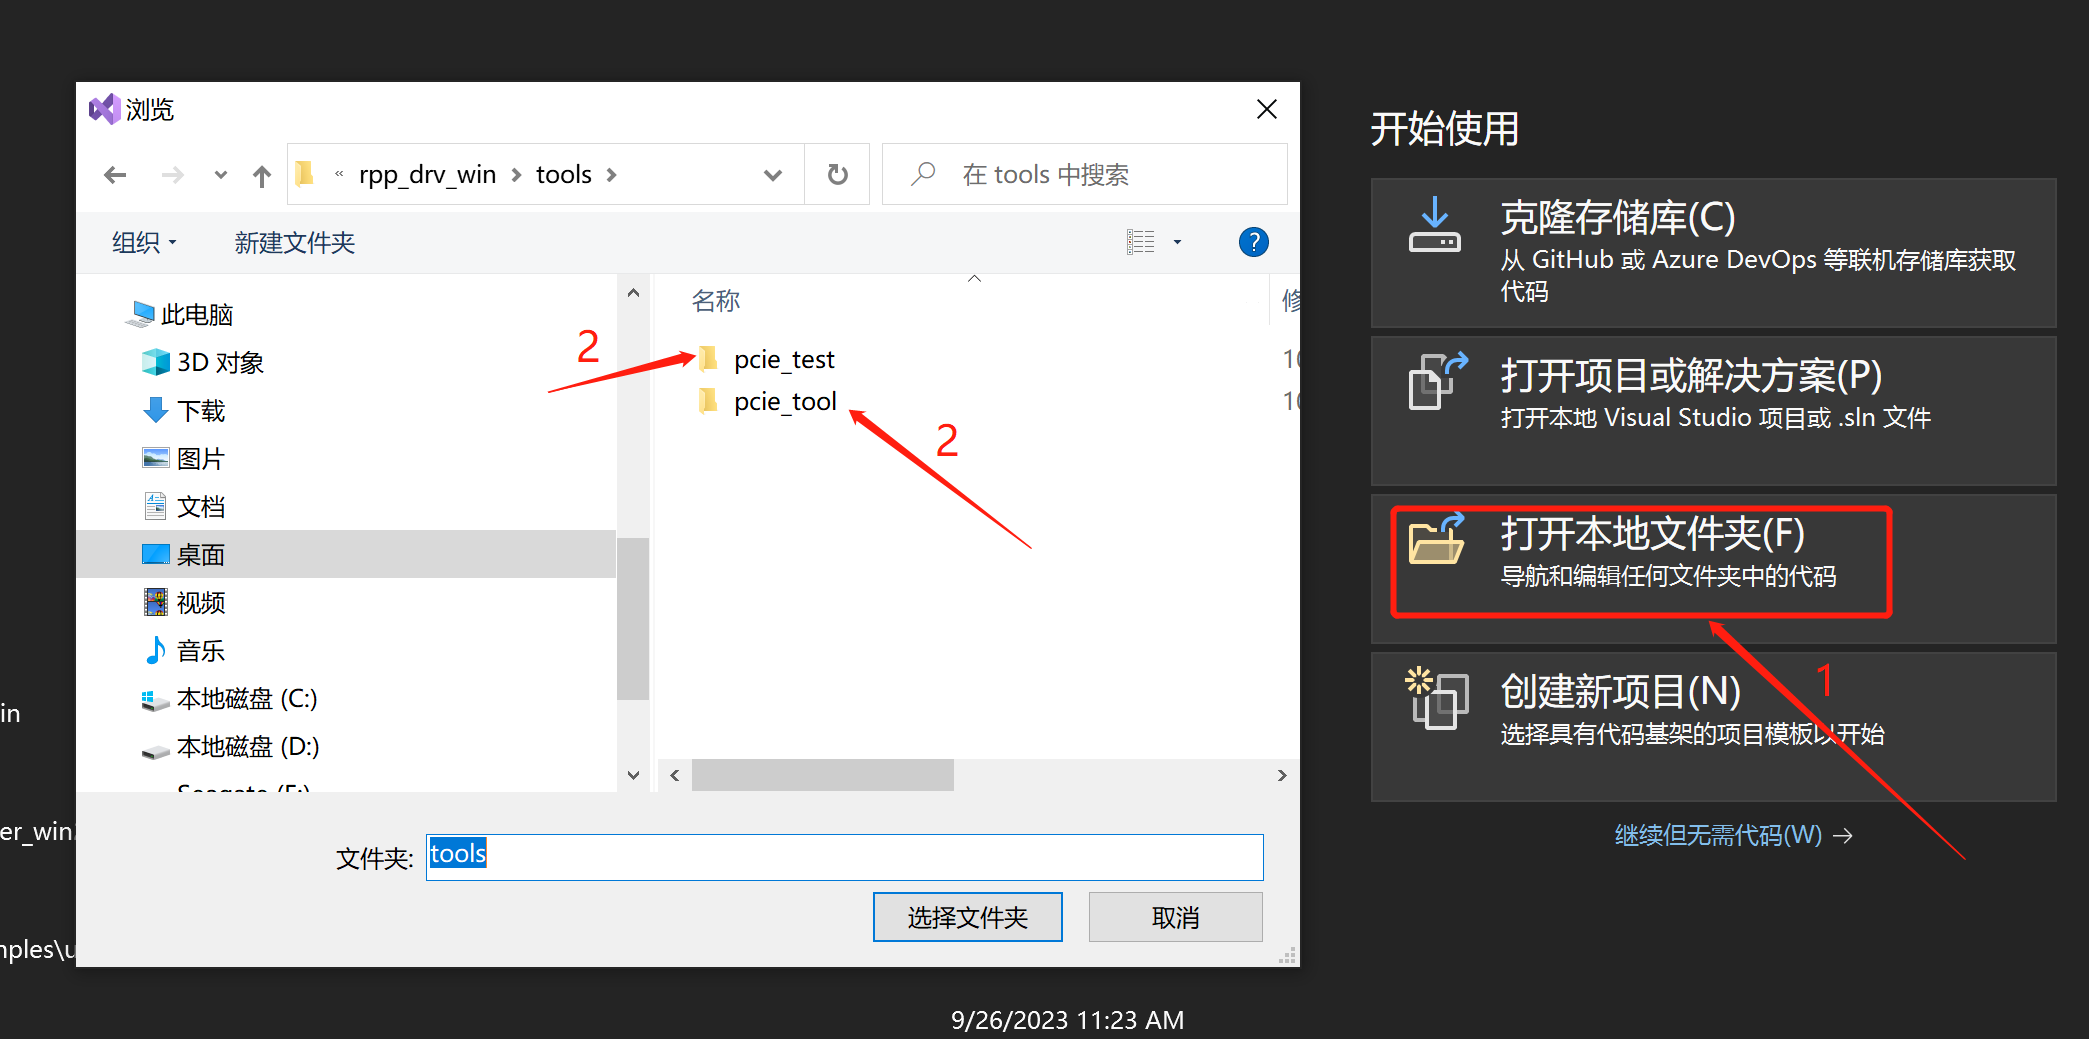 浏览
« rpp_drv_win > tools >
在 tools 中搜索
组织
新建文件夹
此电脑
3D 对象
下载
图片
文档
桌面
视频
音乐
本地磁盘 (C:)
本地磁盘 (D:)
名称
修
2
pcie_test
pcie_tool
2
文件夹:
tools
选择文件夹
取消
in
er_win
mples\u
9/26/2023 11:23 AM
开始使用
克隆存储库(C)
从 GitHub 或 Azure DevOps 等联机存储库获取
代码
打开项目或解决方案(P)
打开本地 Visual Studio 项目或 .sln 文件
打开本地文件夹(F)
导航和编辑任何文件夹中的代码
1
创建新项目(N)
选择具有代码基架的项目模板以开始
继续但无需代码(W) →